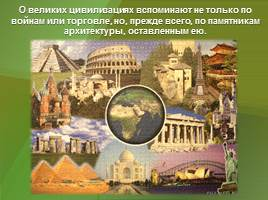 О великих цивилизациях вспоминают не только по
войнам или торговле, но, прежде всего, по памятникам
архитектуры, оставленным ею.